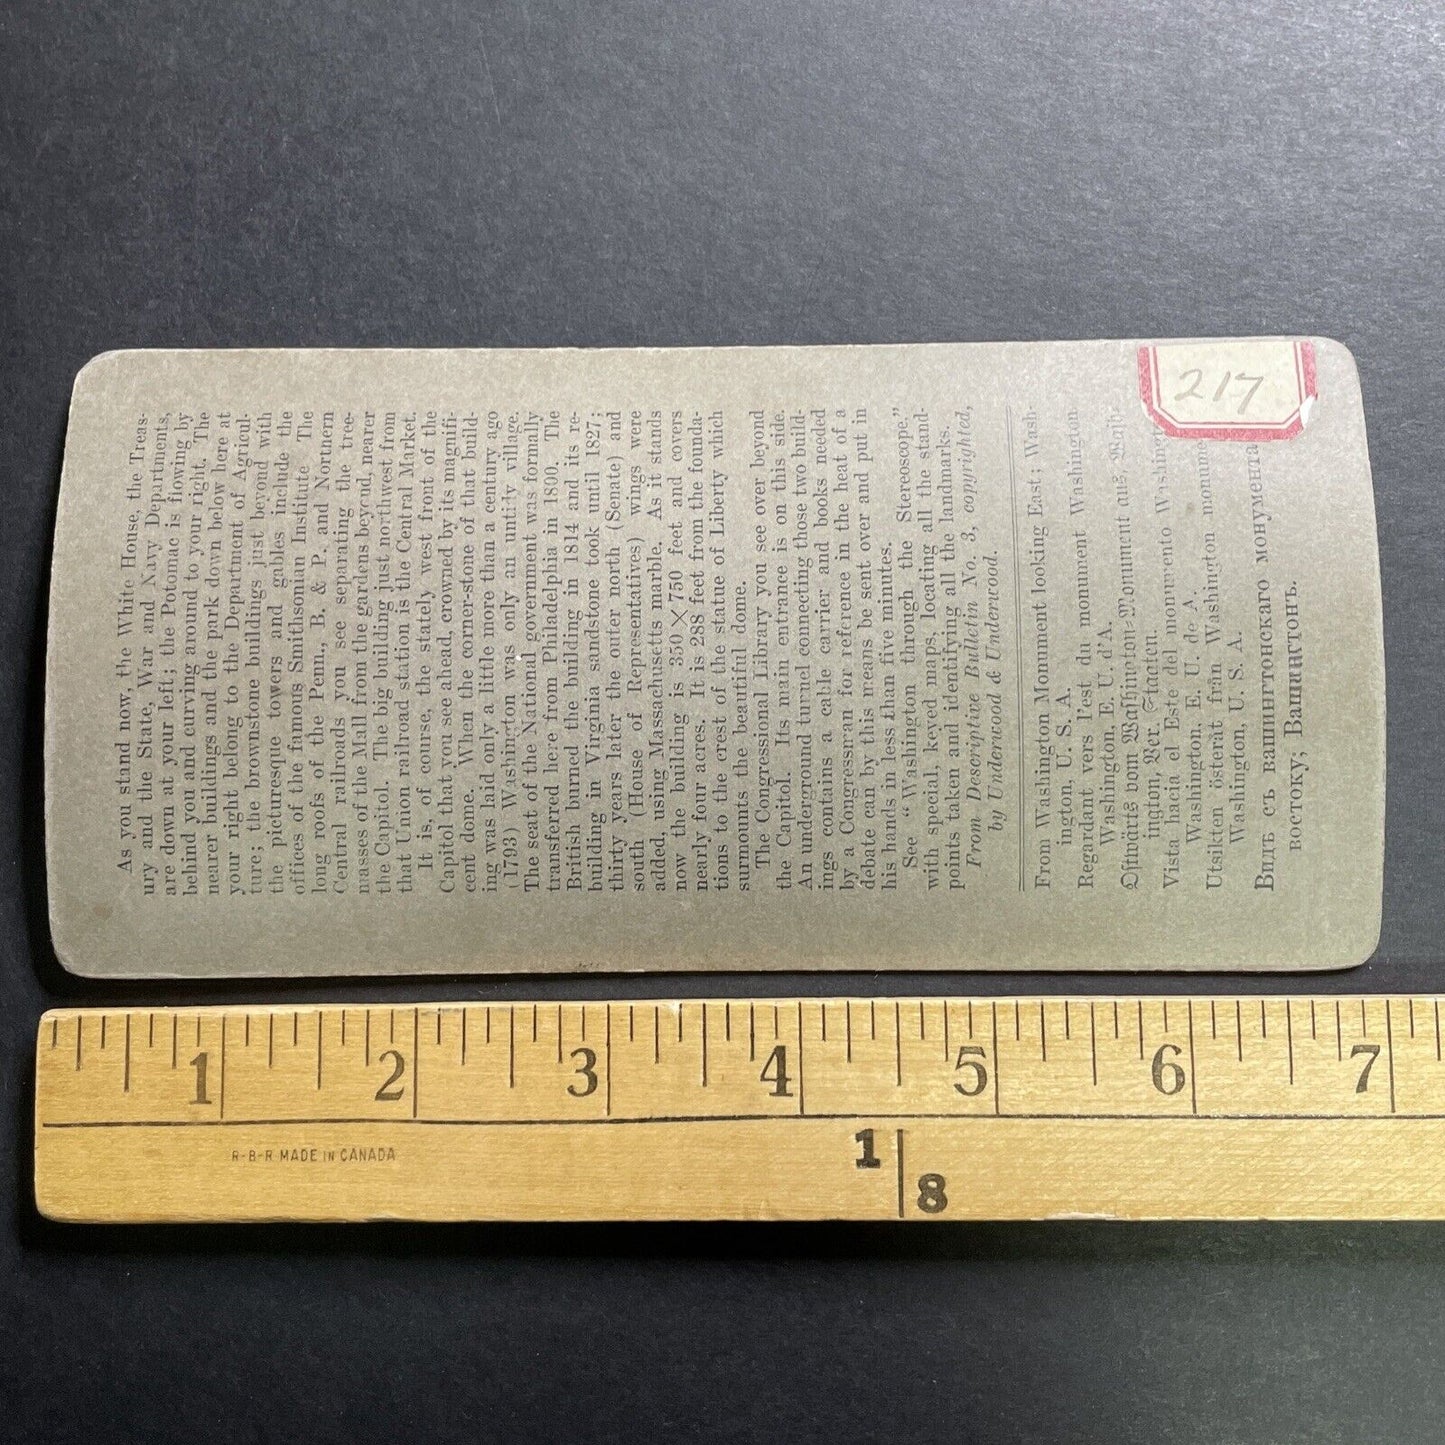 As you stand now, the White House, the Treas-
ury and the State, War and Navy Departments,
are down at your left; the Potomac is flowing by
behind you and curving around to your right. The
nearer buildings and the park down below here at
your right belong to the Department of Agricul-
ture; the brownstone buildings just beyond with
the picturesque towers and gables include the
offices of the famous Smithsonian Institute The
long roofs of the Penn., B. & P. and Northern
Central railroads you see separating the tree-
masses of the Mall from the gardens beyond, nearer
the Capitol. The big building just northwest from
that Union railroad station is the Central Market.
It is, of course, the stately west front of the
Capitol that you see ahead, crowned by its magnifi-
cent dome. When the corner-stone of that build-
ing was laid only a little more than a century ago
(1793) Washington was only an untidy village.
The seat of the National government was formally
transferred here from Philadelphia in 1800. The
British burned the building in 1814 and its re-
building in Virginia sandstone took until 1827;
thirty years later the outer north (Senate) and
south (House of Representatives) wings were
added, using Massachusetts marble. As it stands
now the building is 350 × 750 feet and covers
nearly four acres. It is 288 feet from the founda-
tions to the crest of the statue of Liberty which
surmounts the beautiful dome.
The Congressional Library you see over beyond
the Capitol. Its main entrance is on this side.
An underground tunnel connecting those two build-
ings contains a cable carrier and books needed
by a Congressman for reference in the heat of a
debate can by this means be sent over and put in
his hands in less than five minutes.
See "Washington through the Stereoscope,"
with special, keyed maps, locating all the stand-
points taken and identifying all the landmarks.
From Descriptive Bulletin No. 3, copyrighted,
by Underwood & Underwood.
From Washington Monument looking East; Wash-
ington, U. S. A.
Regardant vers l'est du monument Washington
Washington, E. U. d'A.
Ostwärts vom Washington-Monument aus, Wash-
ington, Ver. Staaten.
Vista hacia el Este del monumento Washing
Washington, E. U. de A.
Utsikten österåt från Washington monume
Washington, U. S. A.
Видъ съ вашингтонскаго монумента
востоку; Вашингтонъ.
217
1 2 3 4 5 6 7
R-B-R MADE IN CANADA
1
8